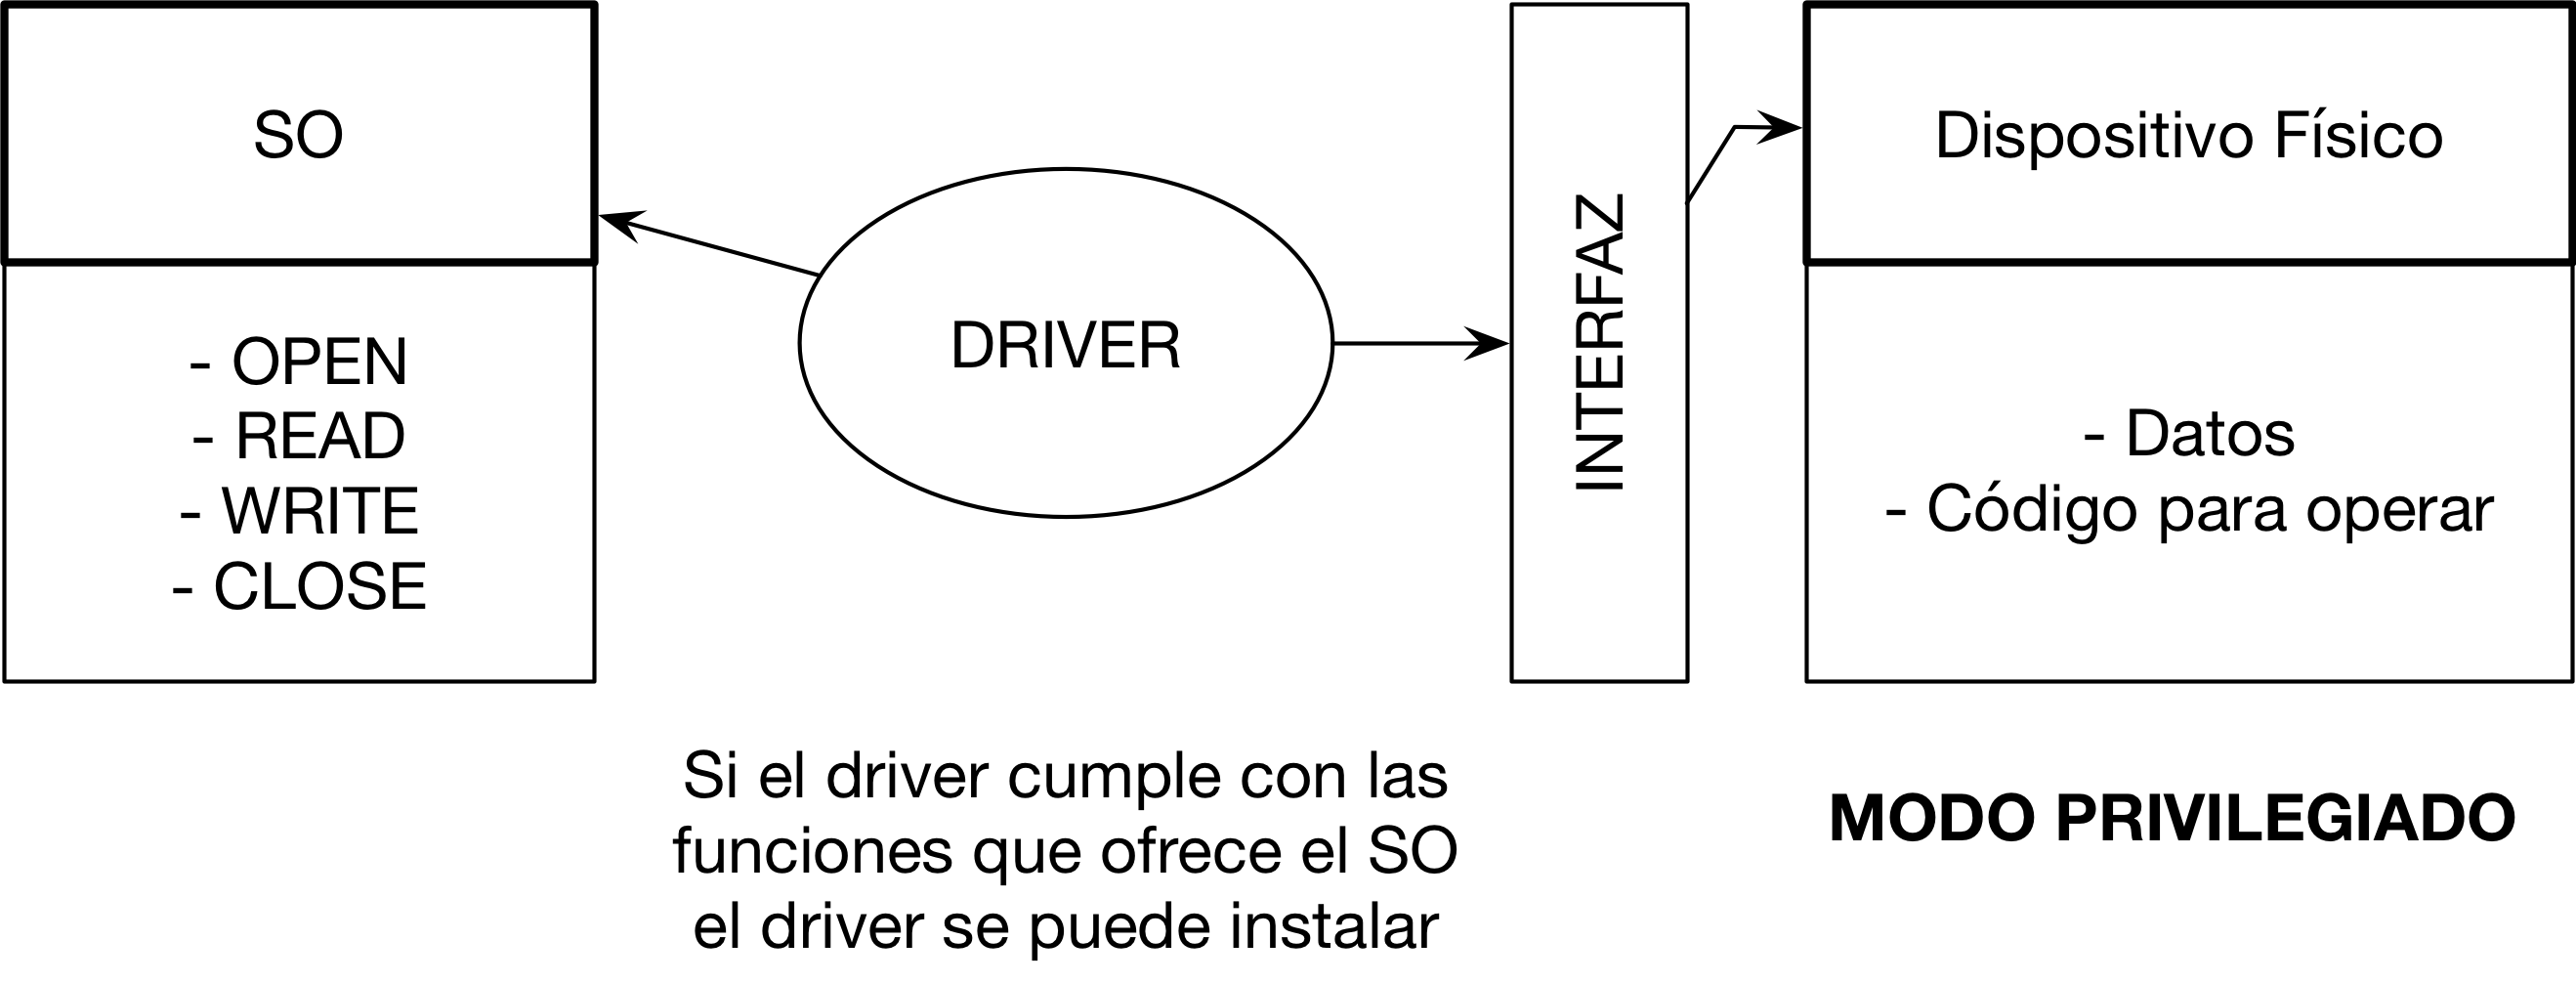 SO
- OPEN
- READ
- WRITE
- CLOSE
DRIVER
INTERFAZ
Dispositivo Físico
- Datos
- Código para operar
Si el driver cumple con las
funciones que ofrece el SO
el driver se puede instalar
MODO PRIVILEGIADO